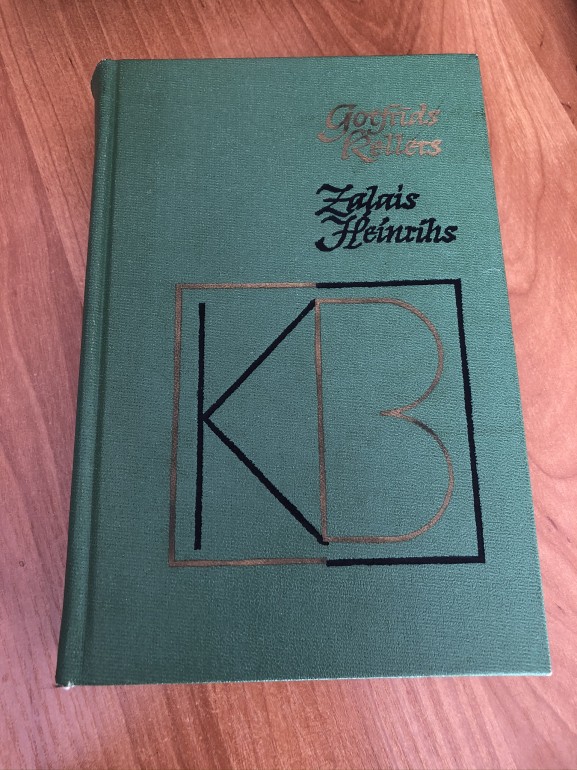 Gotfrīds
Kellers
Zaļais
Heinrihs
KB